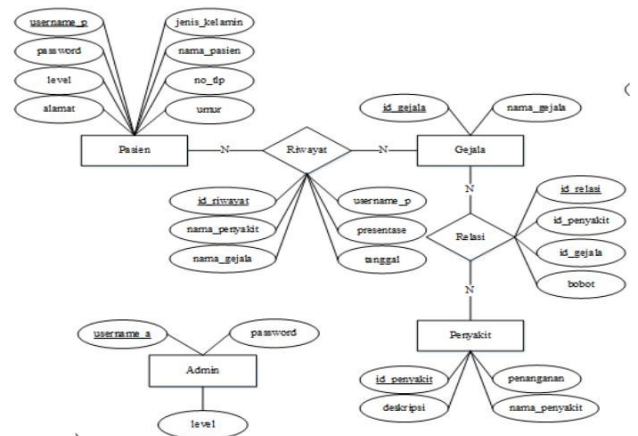 username_p
jenis_kelamin
password
nama_pasien
level
no_tlp
alamat
umur
id_gejala
nama_gejala
Pasien
N
Riwayat
N
Gejala
N
id_riwayat
username_p
nama_penyakit
presentase
nama_gejala
tanggal
Relasi
id_relasi
id_penyakit
id_gejala
bobot
N
username_a
password
Admin
level
Penyakit
id_penyakit
penanganan
deskripsi
nama_penyakit